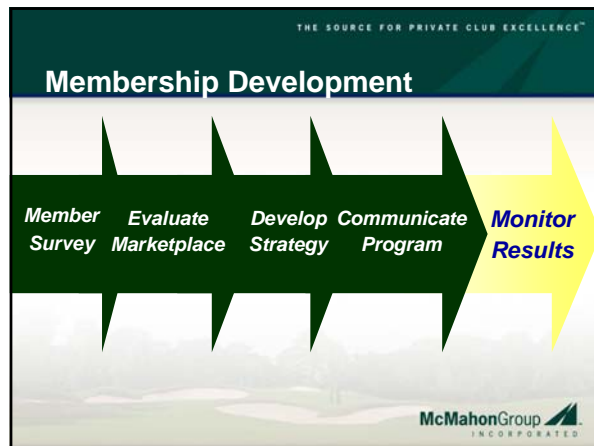 THE SOURCE FOR PRIVATE CLUB EXCELLENCE™
Membership Development
Member Survey
Evaluate Marketplace
Develop Strategy
Communicate Program
Monitor Results
McMahonGroup
INCORPORATED